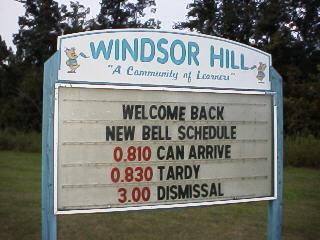 WINDSOR HILL
"A Community of Learners"
WELCOME BACK
NEW BELL SCHEDULE
0.810 CAN ARRIVE
0.830 TARDY
3.00 DISMISSAL